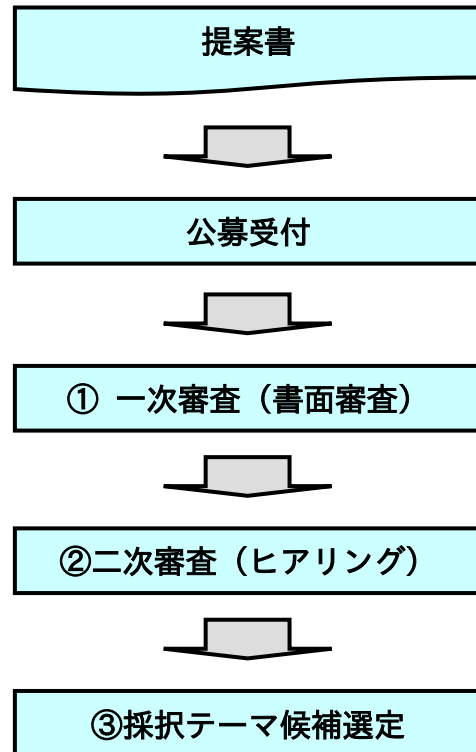 提案書
公募受付
① 一次審査（書面審査）
②二次審査（ヒアリング）
③採択テーマ候補選定